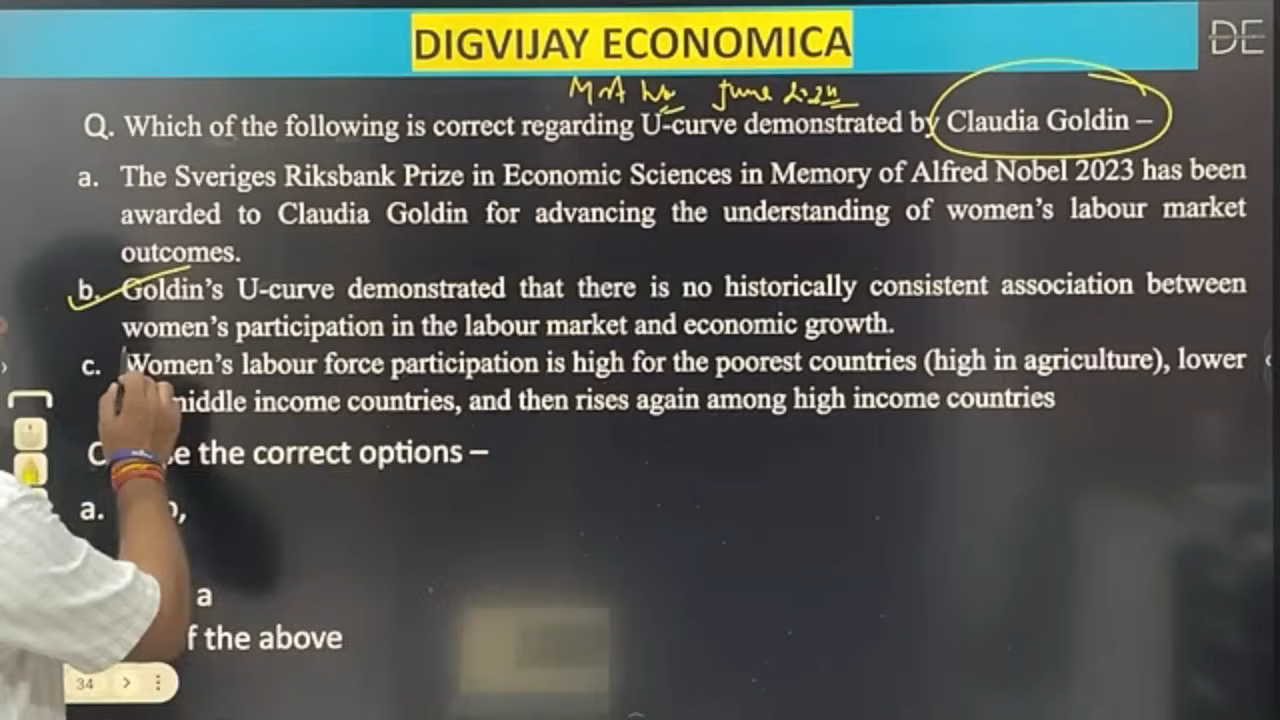 DIGVIJAY ECONOMICA
DE
June 2024
Q. Which of the following is correct regarding U-curve demonstrated by Claudia Goldin –
a. The Sveriges Riksbank Prize in Economic Sciences in Memory of Alfred Nobel 2023 has been
awarded to Claudia Goldin for advancing the understanding of women's labour market
outcomes.
b. Goldin's U-curve demonstrated that there is no historically consistent association between
women's participation in the labour market and economic growth.
c. Women's labour force participation is high for the poorest countries (high in agriculture), lower
middle income countries, and then rises again among high income countries
the correct options –
a.
a
f the above
34